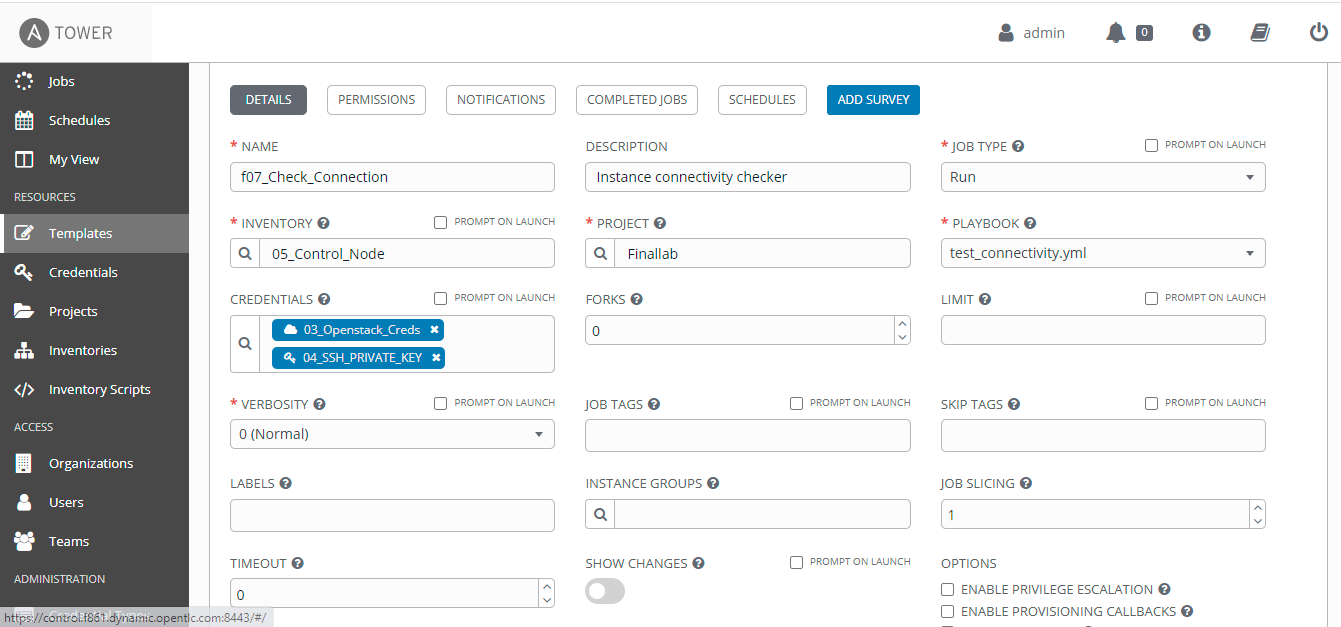 TOWER
admin
0
Jobs
Schedules
My View
RESOURCES
Templates
Credentials
Projects
Inventories
Inventory Scripts
ACCESS
Organizations
Users
Teams
ADMINISTRATION
https://control.f861.dynamic.opentlc.com:8443/#/
DETAILS PERMISSIONS NOTIFICATIONS COMPLETED JOBS SCHEDULES ADD SURVEY
* NAME
f07_Check_Connection
DESCRIPTION
Instance connectivity checker
* JOB TYPE PROMPT ON LAUNCH
Run
* INVENTORY PROMPT ON LAUNCH
05_Control_Node
* PROJECT
Finallab
* PLAYBOOK
test_connectivity.yml
CREDENTIALS PROMPT ON LAUNCH
03_Openstack_Creds
04_SSH_PRIVATE_KEY
FORKS
0
LIMIT PROMPT ON LAUNCH
* VERBOSITY PROMPT ON LAUNCH
0 (Normal)
JOB TAGS PROMPT ON LAUNCH
SKIP TAGS PROMPT ON LAUNCH
LABELS
INSTANCE GROUPS
JOB SLICING
1
TIMEOUT
0
SHOW CHANGES PROMPT ON LAUNCH
OPTIONS
ENABLE PRIVILEGE ESCALATION
ENABLE PROVISIONING CALLBACKS